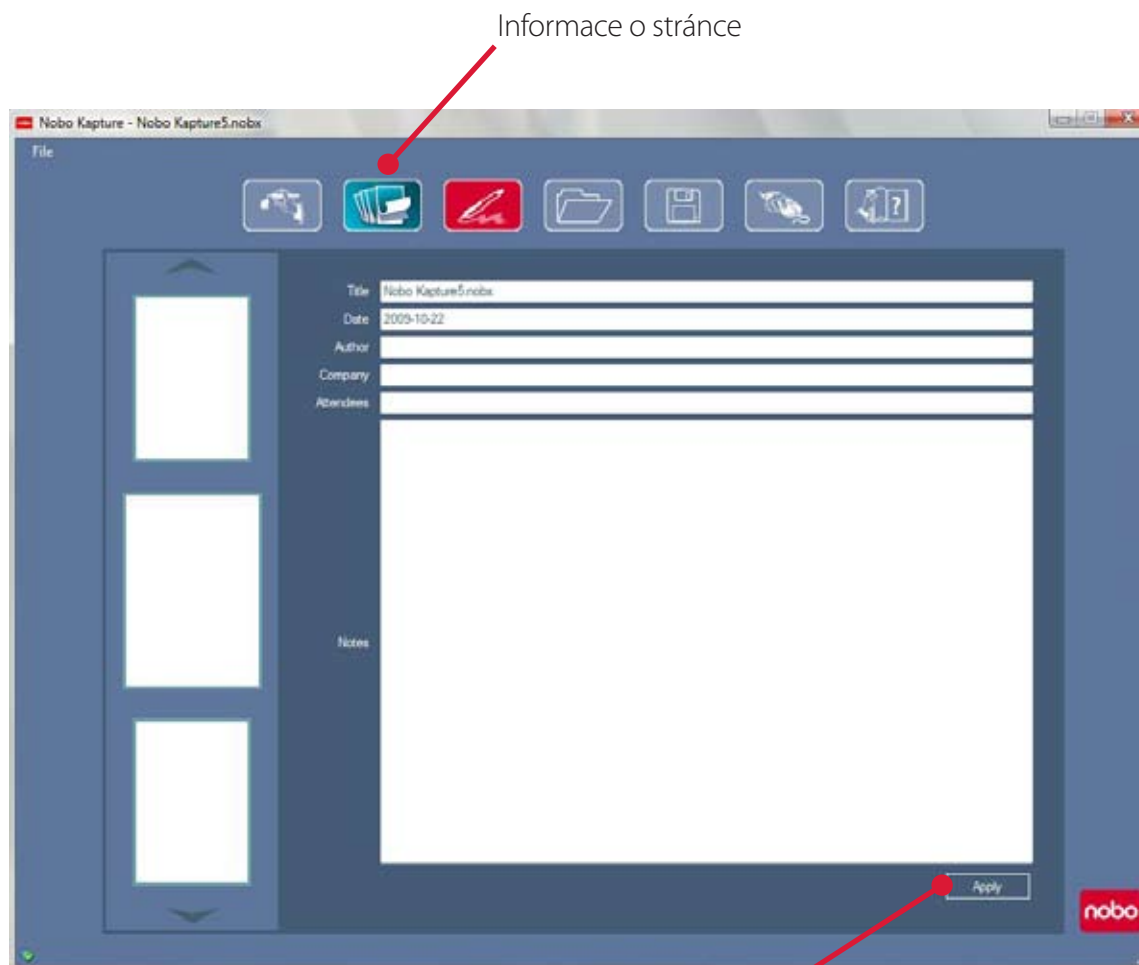 Informace o stránce
Nobo Kapture - Nobo Kapture5.nobx
File
?
Title Nobo Kapture5.nobx
Date 2009-10-22
Author
Company
Attendees
Notes
Apply
nobo